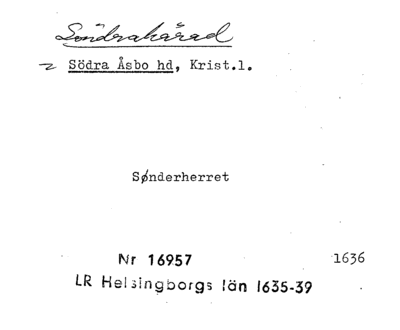 Söndrahärad
~ Södra Åsbo hd, Krist.l.
Sønderherret
Nr 16957 1636
LR Helsingborgs län 1635-39